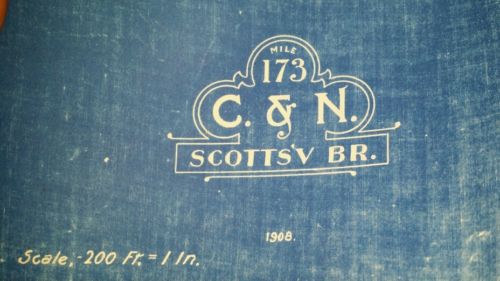 MILE
173
C. & N.
SCOTTS'V BR.
1908.
Scale, -200 Ft. = 1 In.